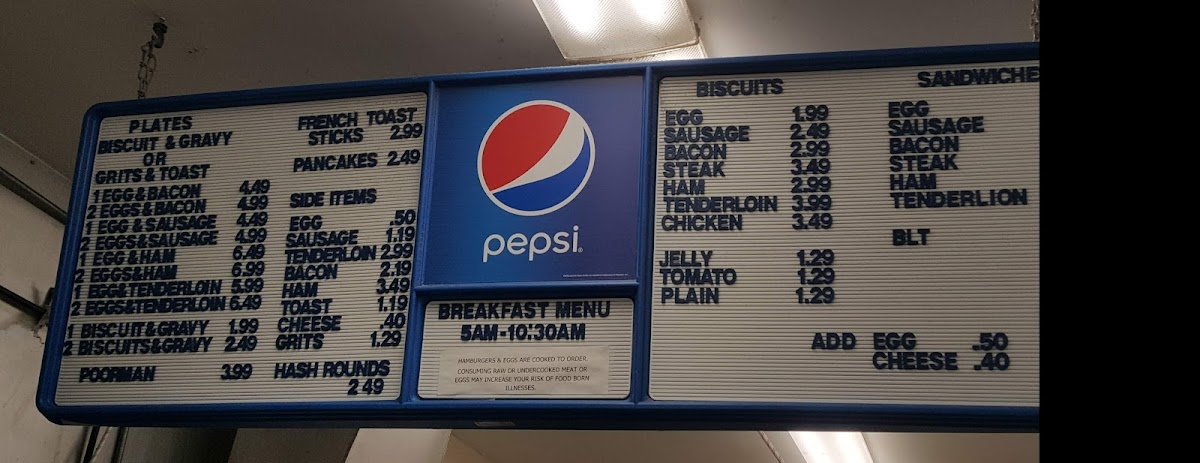 PLATES
BISCUIT & GRAVY
OR
GRITS & TOAST
1 EGG & BACON 4.49
2 EGGS & BACON 4.99
1 EGG & SAUSAGE 4.49
2 EGGS & SAUSAGE 4.99
1 EGG & HAM 6.49
2 EGGS & HAM 6.99
1 EGG & TENDERLOIN 5.99
2 EGGS & TENDERLOIN 6.49
1 BISCUIT & GRAVY 1.99
2 BISCUITS & GRAVY 2.49
POORMAN 3.99
FRENCH TOAST
STICKS 2.99
PANCAKES 2.49
SIDE ITEMS
EGG .50
SAUSAGE 1.19
TENDERLOIN 2.99
BACON 2.19
HAM 3.49
TOAST 1.19
CHEESE .40
GRITS 1.29
HASH ROUNDS
2 49
pepsi
BREAKFAST MENU
5AM-10:30AM
HAMBURGERS & EGGS ARE COOKED TO ORDER.
CONSUMING RAW OR UNDERCOOKED MEAT OR
EGGS MAY INCREASE YOUR RISK OF FOOD BORN
ILLNESSES.
BISCUITS
EGG 1.99
SAUSAGE 2.49
BACON 2.99
STEAK 3.49
HAM 2.99
TENDERLOIN 3.99
CHICKEN 3.49
JELLY 1.29
TOMATO 1.29
PLAIN 1.29
SANDWICHE
EGG
SAUSAGE
BACON
STEAK
HAM
TENDERLION
BLT
ADD EGG .50
CHEESE .40